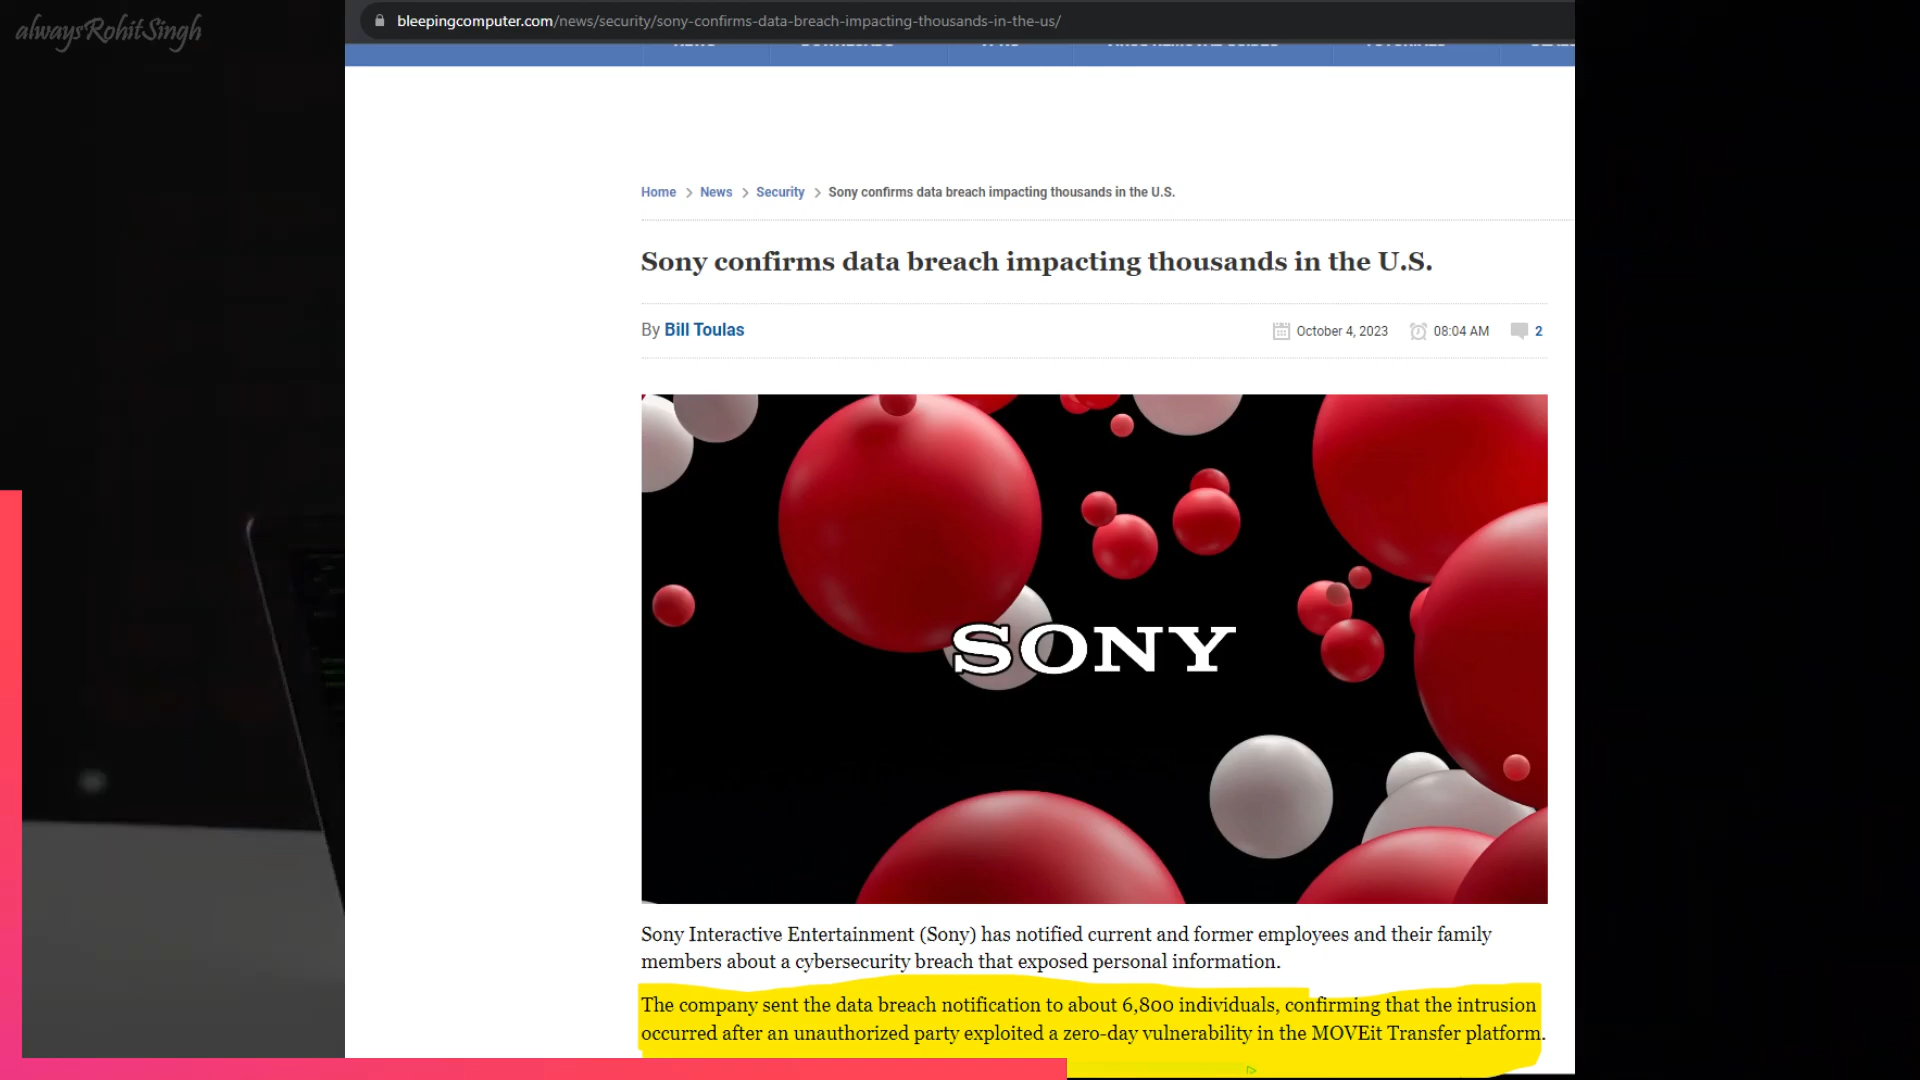 alwaysRohitSingh
bleepingcomputer.com/news/security/sony-confirms-data-breach-impacting-thousands-in-the-us/
Home > News > Security > Sony confirms data breach impacting thousands in the U.S.
Sony confirms data breach impacting thousands in the U.S.
By Bill Toulas
October 4, 2023 08:04 AM 2
SONY
Sony Interactive Entertainment (Sony) has notified current and former employees and their family
members about a cybersecurity breach that exposed personal information.
The company sent the data breach notification to about 6,800 individuals, confirming that the intrusion
occurred after an unauthorized party exploited a zero-day vulnerability in the MOVEit Transfer platform.